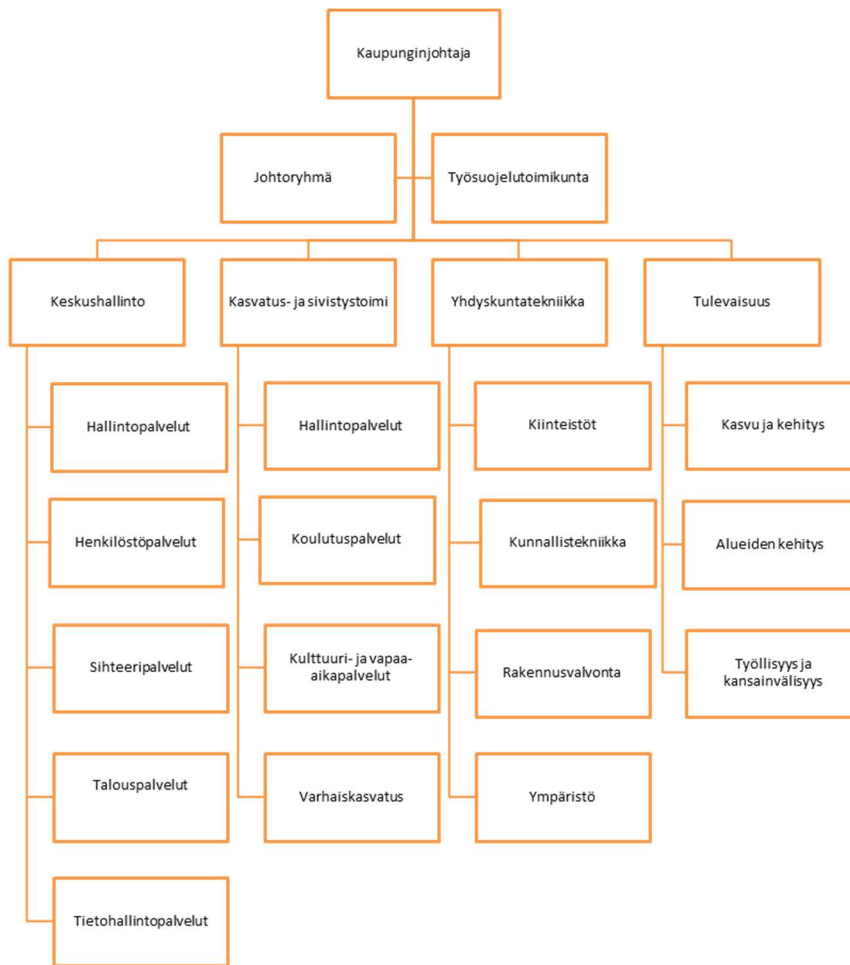 Kaupunginjohtaja
Johtoryhmä
Työsuojelutoimikunta
Keskushallinto
Kasvatus- ja sivistystoimi
Yhdyskuntatekniikka
Tulevaisuus
Hallintopalvelut
Hallintopalvelut
Kiinteistöt
Kasvu ja kehitys
Henkilöstöpalvelut
Koulutuspalvelut
Kunnallistekniikka
Alueiden kehitys
Sihteeripalvelut
Kulttuuri- ja vapaa-
aikapalvelut
Rakennusvalvonta
Työllisyys ja
kansainvälisyys
Talouspalvelut
Varhaiskasvatus
Ympäristö
Tietohallintopalvelut